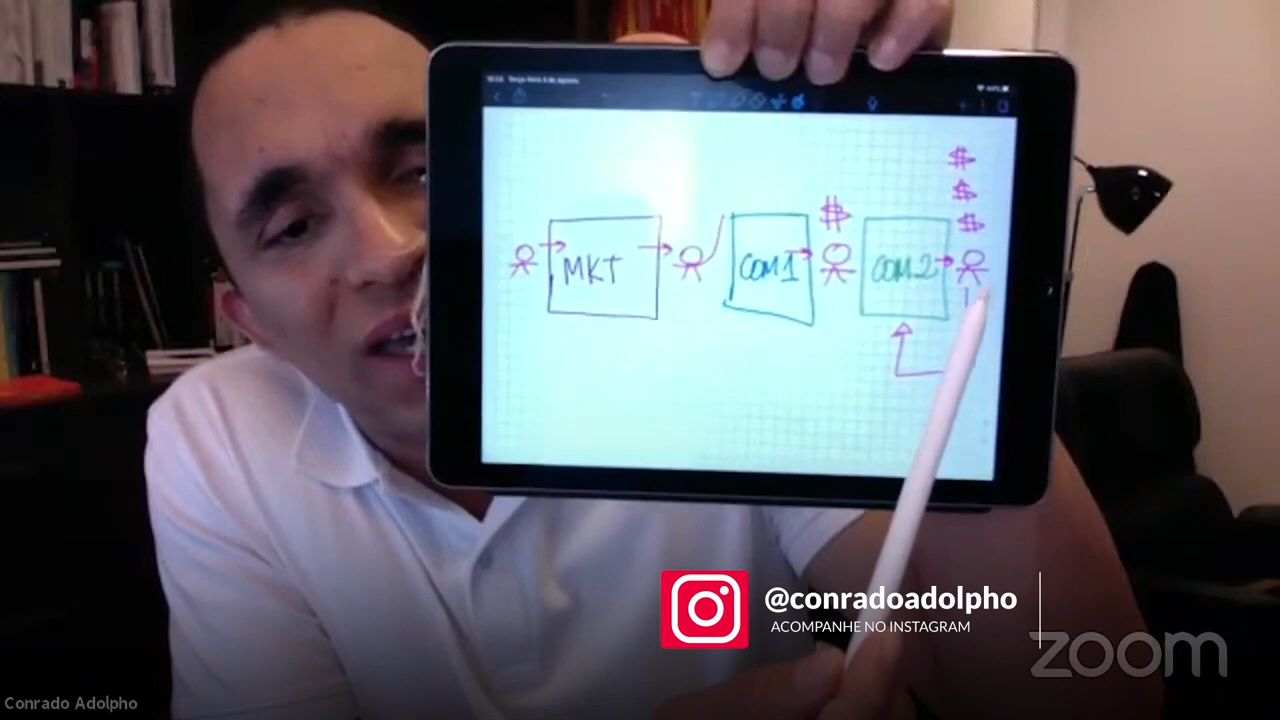 $
$
$
$
MKT
COM1
COM2
@conradoadolpho
ACOMPANHE NO INSTAGRAM
zoom
Conrado Adolpho